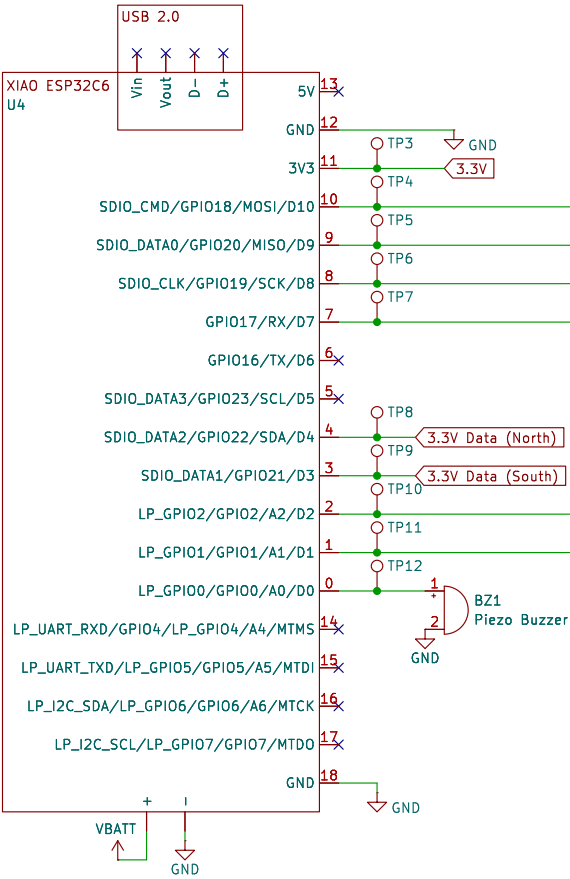 USB 2.0
XIAO ESP32C6
U4
Vin
Vout
D-
D+
5V 13
GND 12
GND
TP3
3V3 11
3.3V
TP4
SDIO_CMD/GPIO18/MOSI/D10 10
TP5
SDIO_DATA0/GPIO20/MISO/D9 9
TP6
SDIO_CLK/GPIO19/SCK/D8 8
TP7
GPIO17/RX/D7 7
GPIO16/TX/D6 6
SDIO_DATA3/GPIO23/SCL/D5 5
TP8
SDIO_DATA2/GPIO22/SDA/D4 4
3.3V Data (North)
TP9
SDIO_DATA1/GPIO21/D3 3
3.3V Data (South)
TP10
LP_GPIO2/GPIO2/A2/D2 2
TP11
LP_GPIO1/GPIO1/A1/D1 1
TP12
LP_GPIO0/GPIO0/A0/D0 0
1
+
BZ1
Piezo Buzzer
2
GND
LP_UART_RXD/GPIO4/LP_GPIO4/A4/MTMS 14
LP_UART_TXD/LP_GPIO5/GPIO5/A5/MTDI 15
LP_I2C_SDA/LP_GPIO6/GPIO6/A6/MTCK 16
LP_I2C_SCL/LP_GPIO7/GPIO7/MTDO 17
GND 18
GND
+
-
VBATT
GND